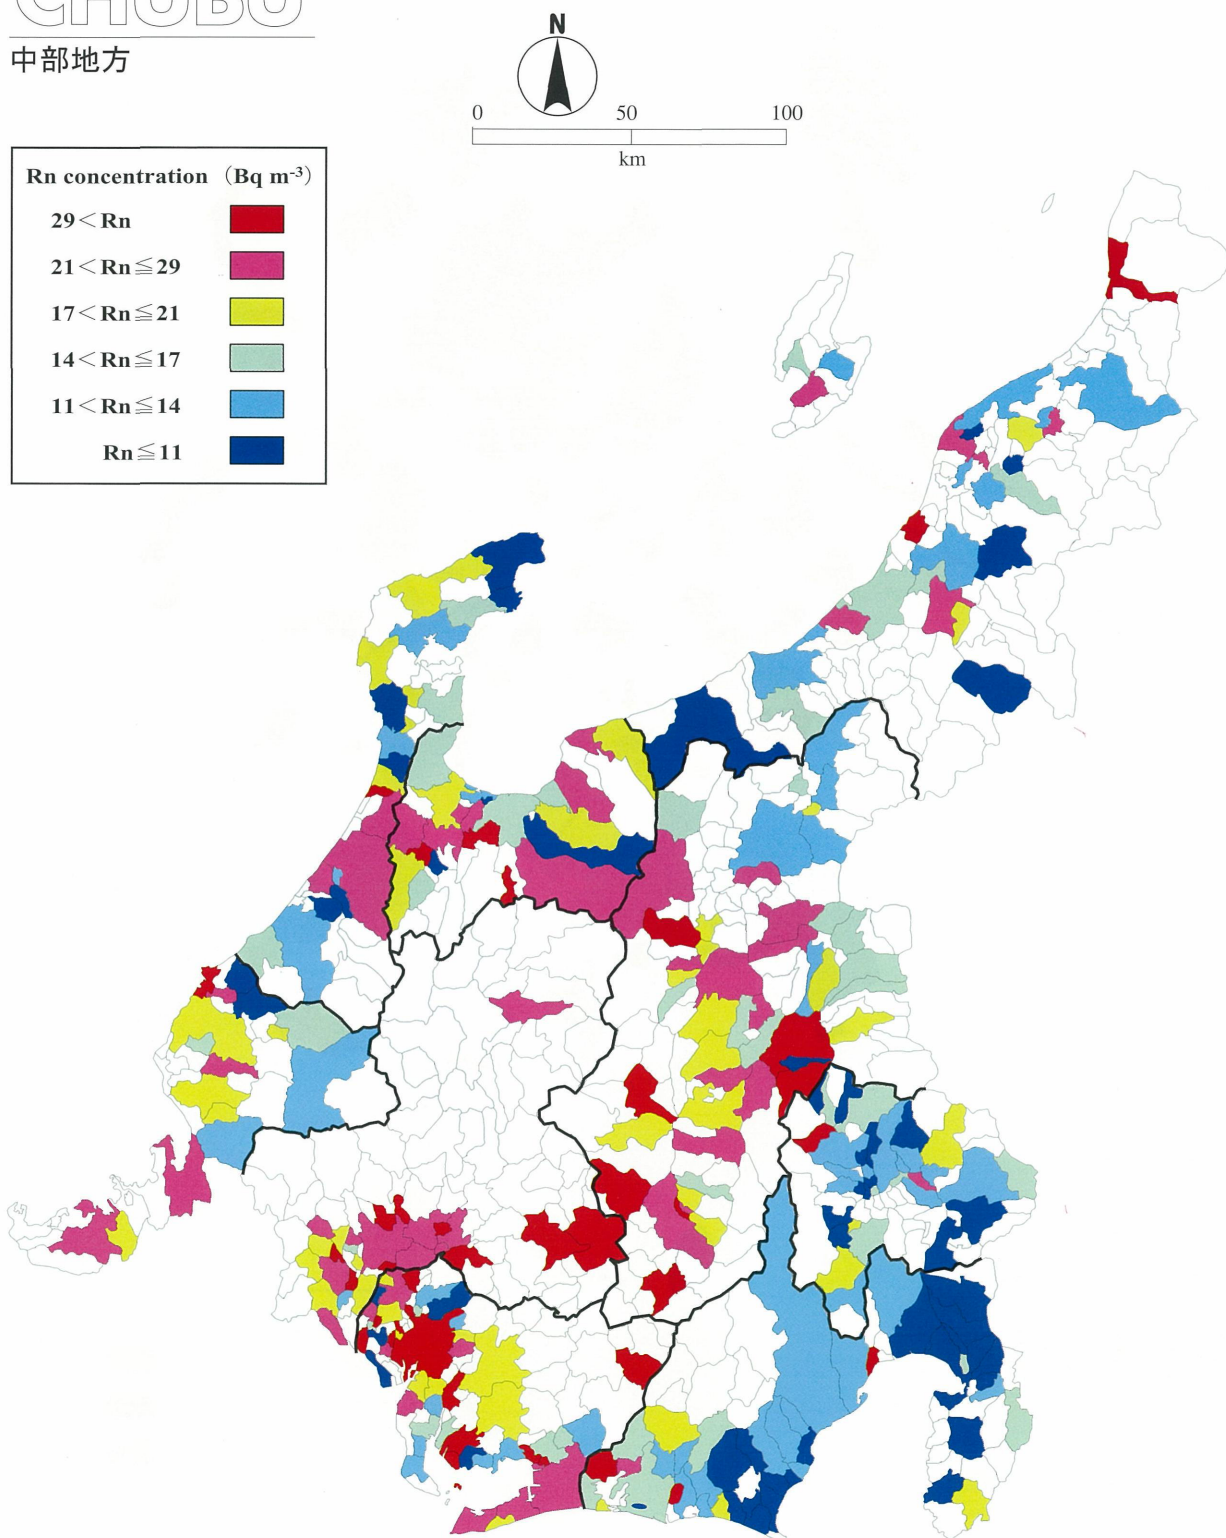 CHUBU
中部地方
N
0 50 100
km
Rn concentration (Bq m-3)
29<Rn
21<Rn≦29
17<Rn≦21
14<Rn≦17
11<Rn≦14
Rn≦11